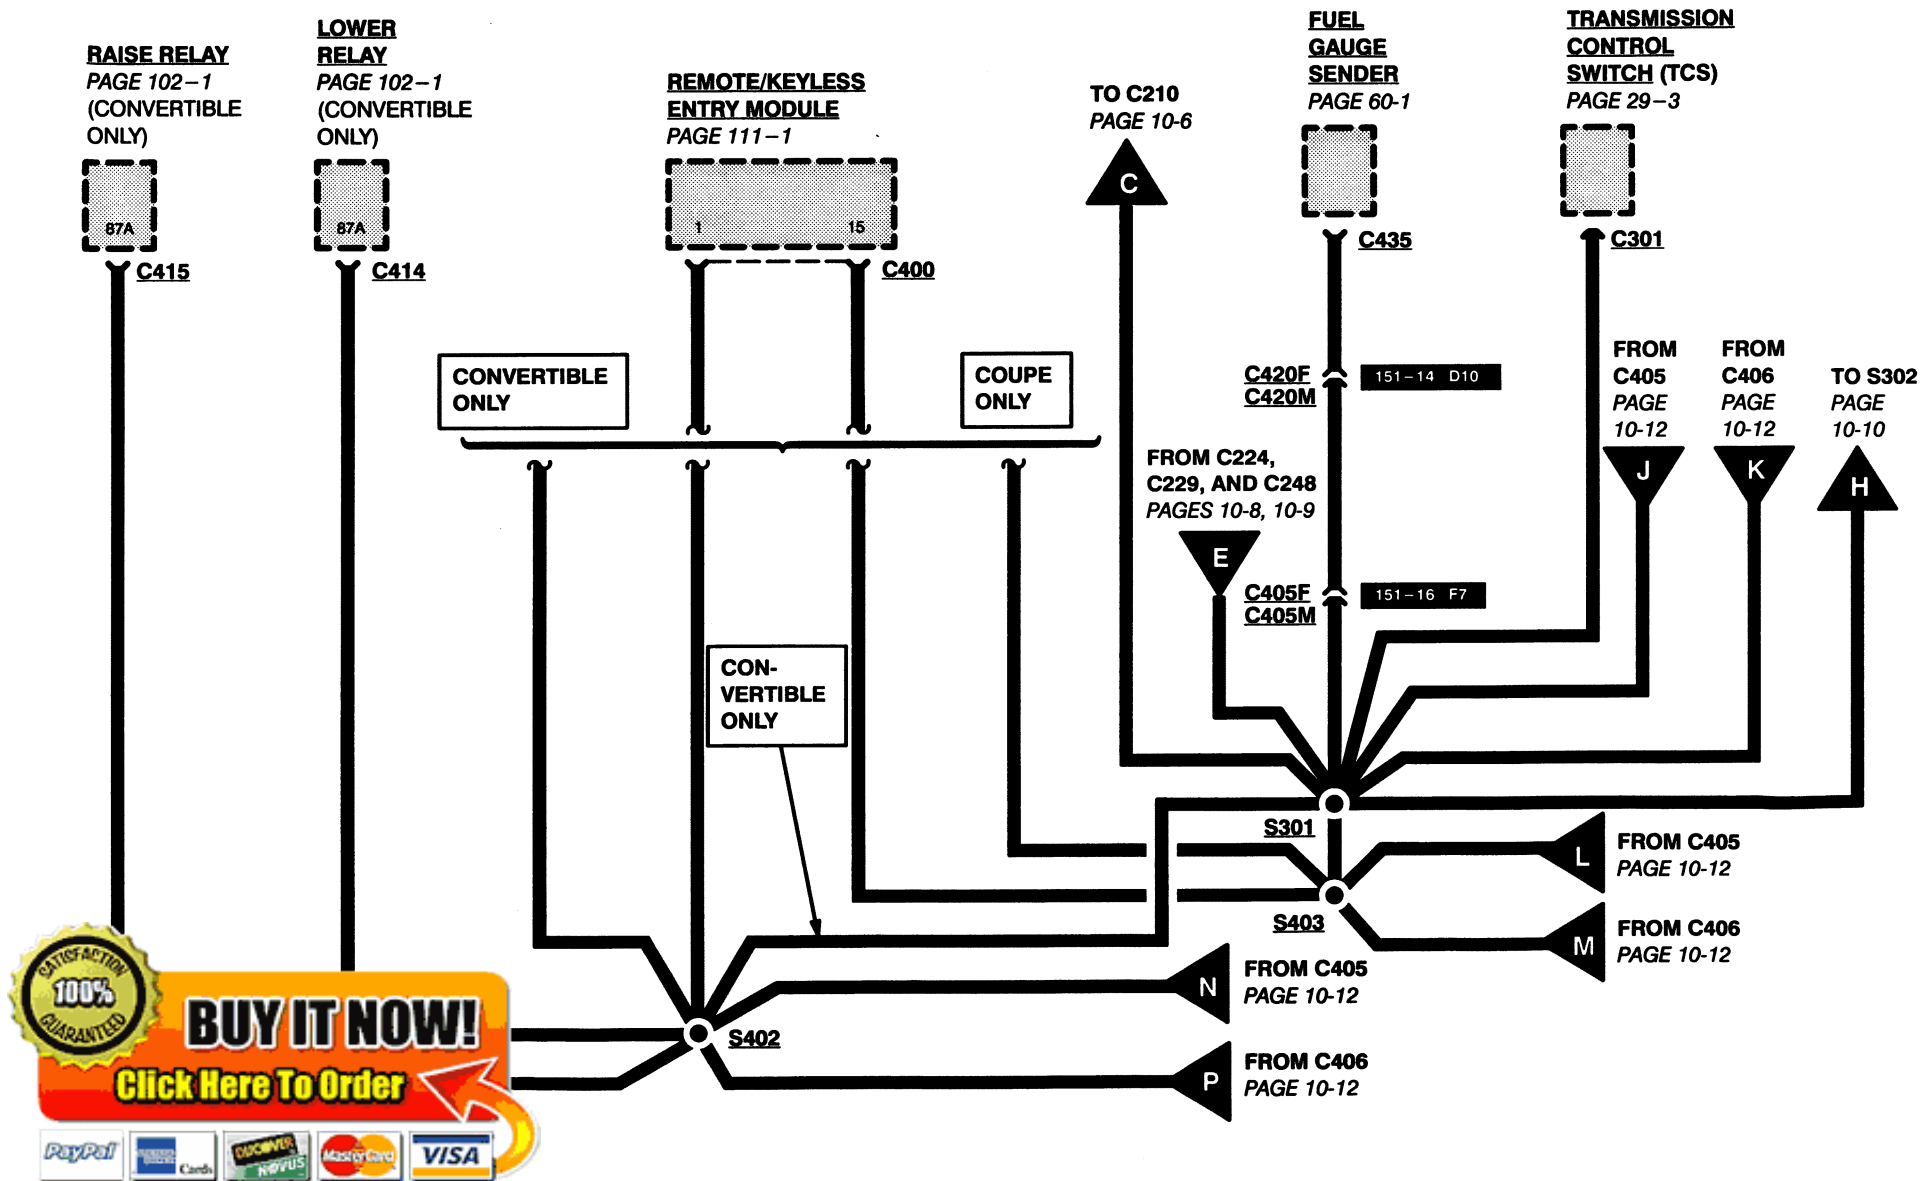 RAISE RELAY
PAGE 102–1
(CONVERTIBLE
ONLY)
87A
C415
LOWER
RELAY
PAGE 102–1
(CONVERTIBLE
ONLY)
87A
C414
REMOTE/KEYLESS
ENTRY MODULE
PAGE 111–1
1
15
C400
TO C210
PAGE 10-6
C
FUEL
GAUGE
SENDER
PAGE 60-1
C435
TRANSMISSION
CONTROL
SWITCH (TCS)
PAGE 29–3
C301
CONVERTIBLE
ONLY
COUPE
ONLY
C420F
C420M
151–14 D10
FROM
C405
PAGE
10-12
J
FROM
C406
PAGE
10-12
K
TO S302
PAGE
10-10
H
FROM C224,
C229, AND C248
PAGES 10-8, 10-9
E
C405F
C405M
151–16 F7
CON-
VERTIBLE
ONLY
S301
L
FROM C405
PAGE 10-12
S403
M
FROM C406
PAGE 10-12
N
FROM C405
PAGE 10-12
S402
P
FROM C406
PAGE 10-12
SATISFACTION
100%
GUARANTEED
BUY IT NOW!
Click Here To Order
PayPal
AMERICAN EXPRESS
Cards
DISCOVER
NOVUS
MasterCard
VISA